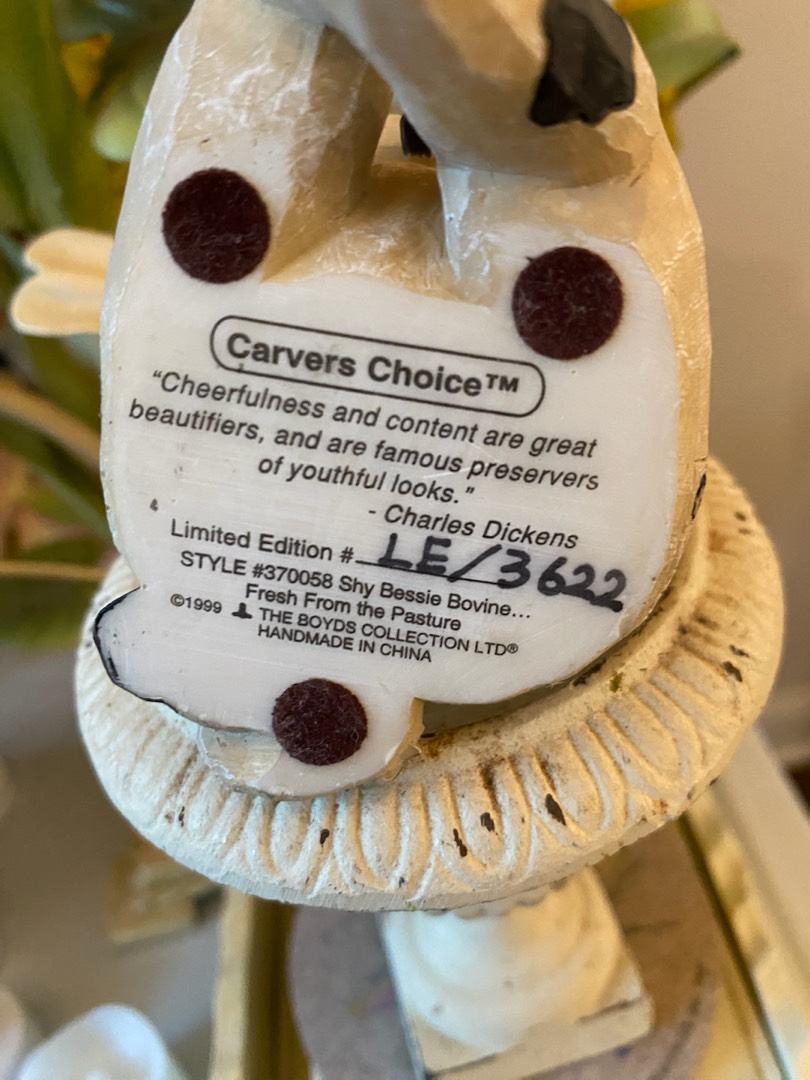 Carvers Choice™
“Cheerfulness and content are great
beautifiers, and are famous preservers
of youthful looks.”
- Charles Dickens
Limited Edition # LE/3622
STYLE #370058 Shy Bessie Bovine...
Fresh From the Pasture
©1999 THE BOYDS COLLECTION LTD®
HANDMADE IN CHINA